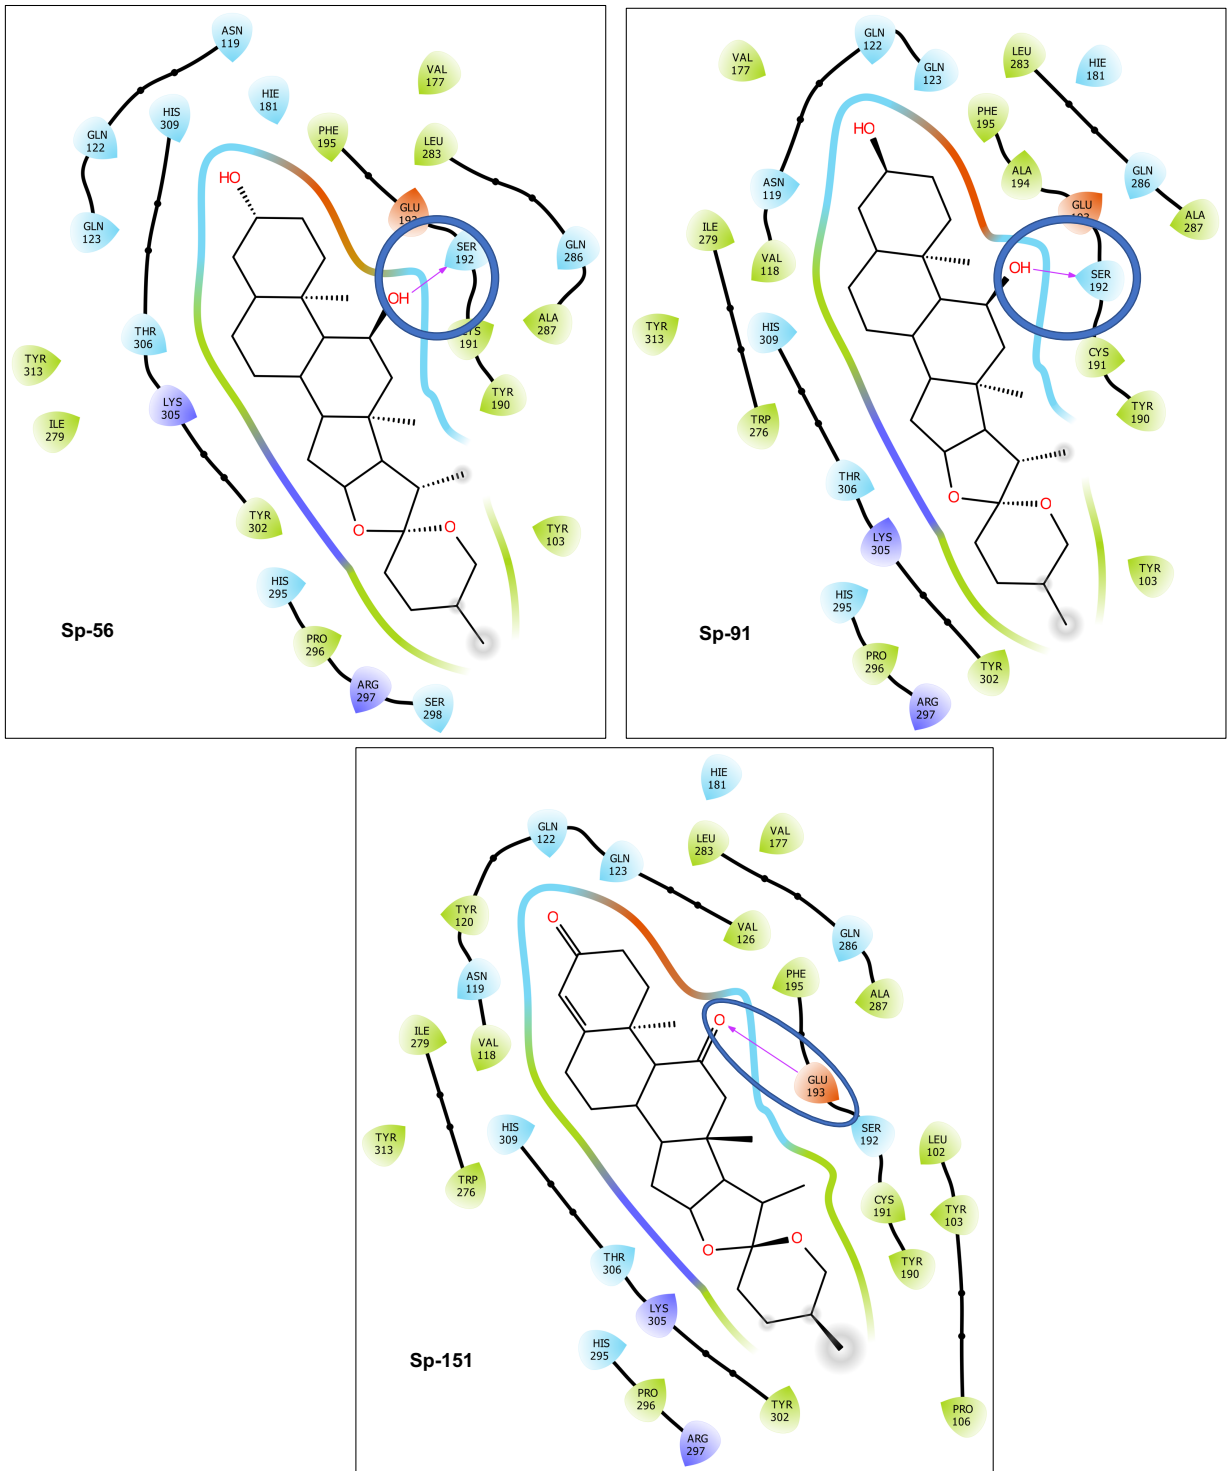 ASN
119
VAL
177
HIE
181
HIS
309
PHE
195
GLN
122
LEU
283
HO
GLU
SER
192
GLN
123
GLN
286
OH
ALA
287
THR
306
191
TYR
313
TYR
190
LYS
305
ILE
279
TYR
302
TYR
103
O
O
HIS
295
Sp-56
PRO
296
ARG
297
SER
298
GLN
122
LEU
283
VAL
177
GLN
123
HIE
181
PHE
195
HO
ALA
194
GLN
286
ASN
119
GLU
ALA
287
ILE
279
VAL
118
OH
SER
192
TYR
313
HIS
309
CYS
191
TRP
276
TYR
190
THR
306
O
O
LYS
305
TYR
103
HIS
295
Sp-91
PRO
296
TYR
302
ARG
297
HIE
181
GLN
122
LEU
283
VAL
177
GLN
123
TYR
120
O
VAL
126
GLN
286
ASN
119
PHE
195
ALA
287
ILE
279
VAL
118
O
GLU
193
TYR
313
HIS
309
SER
192
LEU
102
TRP
276
CYS
191
TYR
103
THR
306
O
O
TYR
190
LYS
305
HIS
295
Sp-151
PRO
296
TYR
302
PRO
106
ARG
297